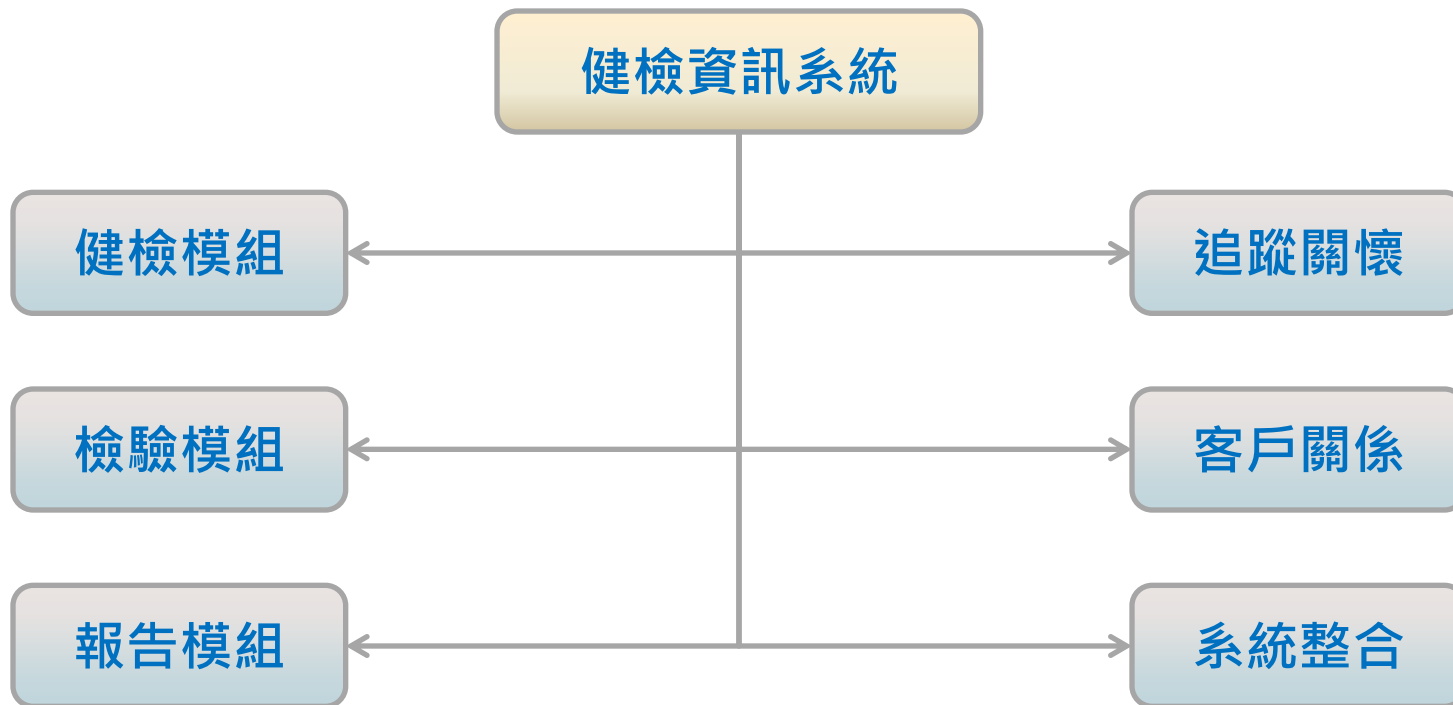 健檢資訊系統
健檢模組
追蹤關懷
檢驗模組
客戶關係
報告模組
系統整合